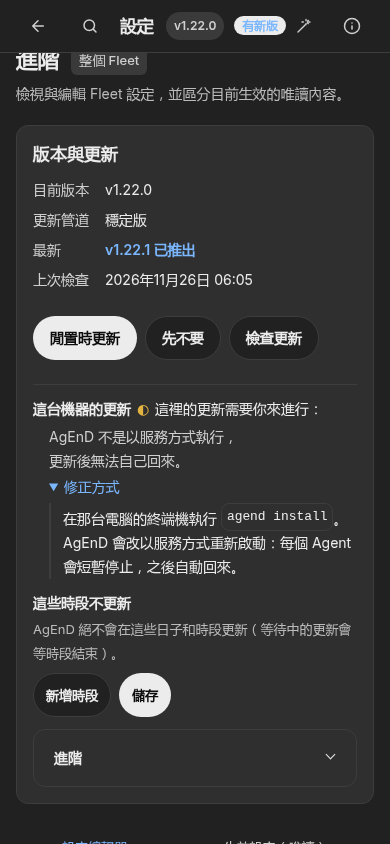 設定 v1.22.0 有新版
進階 整個 Fleet
檢視與編輯 Fleet 設定，並區分目前生效的唯讀內容。
版本與更新
目前版本 v1.22.0
更新管道 穩定版
最新 v1.22.1 已推出
上次檢查 2026年11月26日 06:05
閒置時更新 先不要 檢查更新
這台機器的更新 ◐ 這裡的更新需要你來進行：
AgEnD 不是以服務方式執行，
更新後無法自己回來。
▼ 修正方式
在那台電腦的終端機執行 agend install 。
AgEnD 會改以服務方式重新啟動：每個 Agent
會短暫停止，之後自動回來。
這些時段不更新
AgEnD 絕不會在這些日子和時段更新（等待中的更新會
等時段結束）。
新增時段 儲存
進階